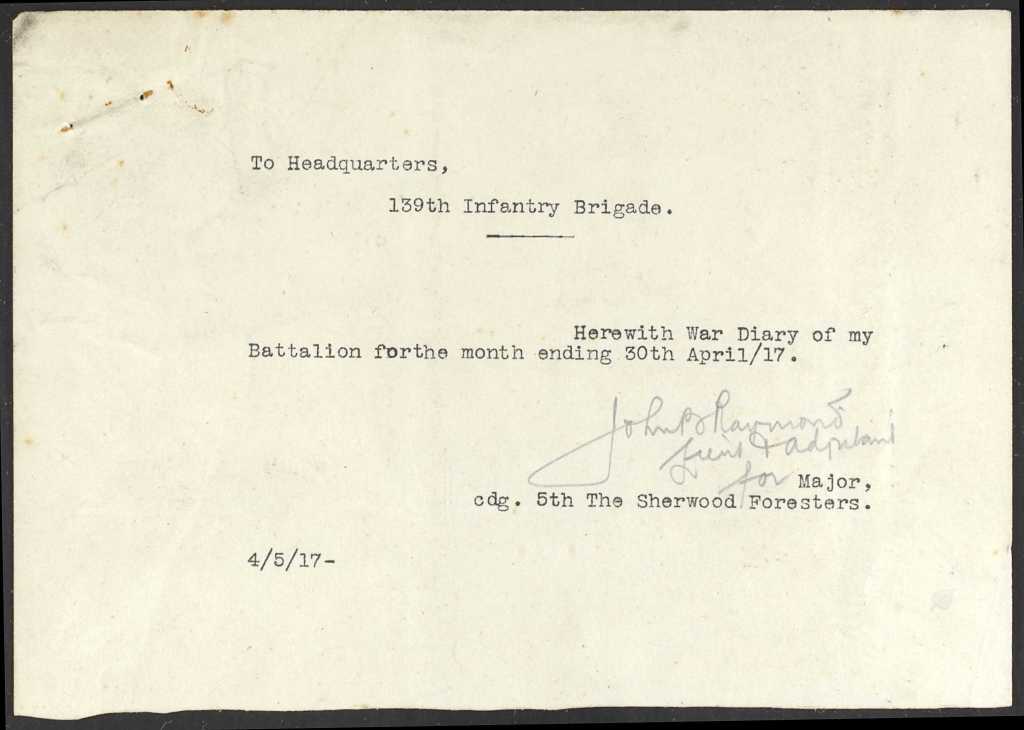 To Headquarters,
139th Infantry Brigade.
Herewith War Diary of my
Battalion forthe month ending 30th April/17.
John B Raymond
Lieut & Adjutant
for Major,
cdg. 5th The Sherwood Foresters.
4/5/17-